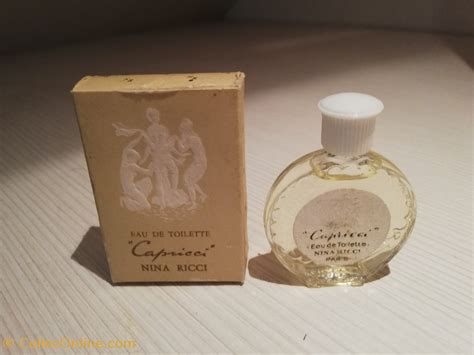 EAU DE TOILETTE
"Capricci"
NINA RICCI
"Capricci"
Eau de Toilette
NINA RICCI
PARIS